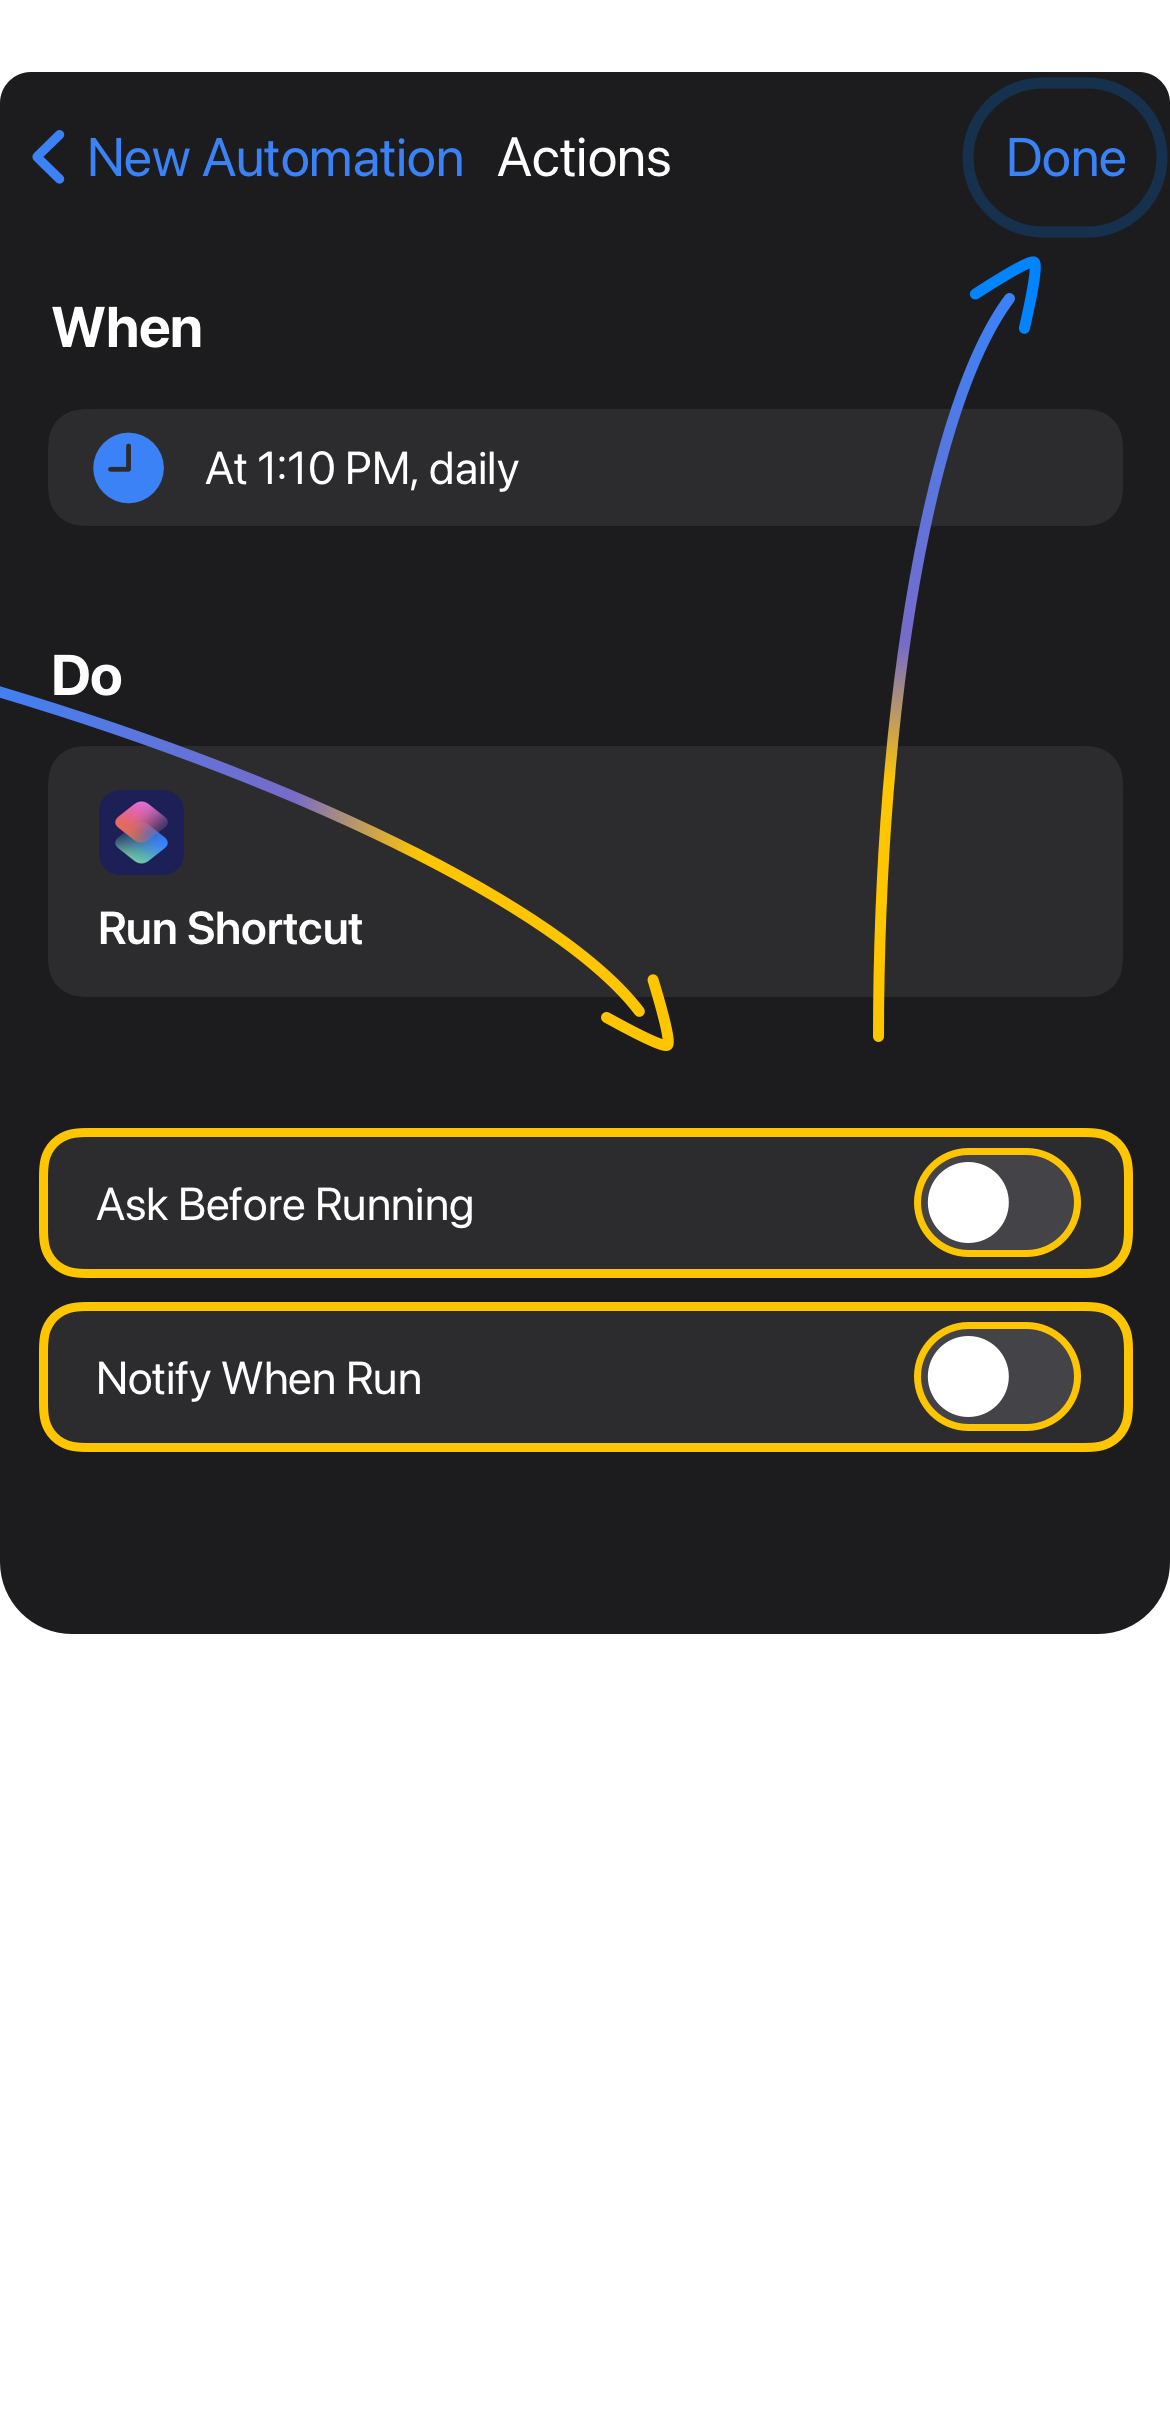 New Automation Actions Done
When
At 1:10 PM, daily
Do
Run Shortcut
Ask Before Running
Notify When Run